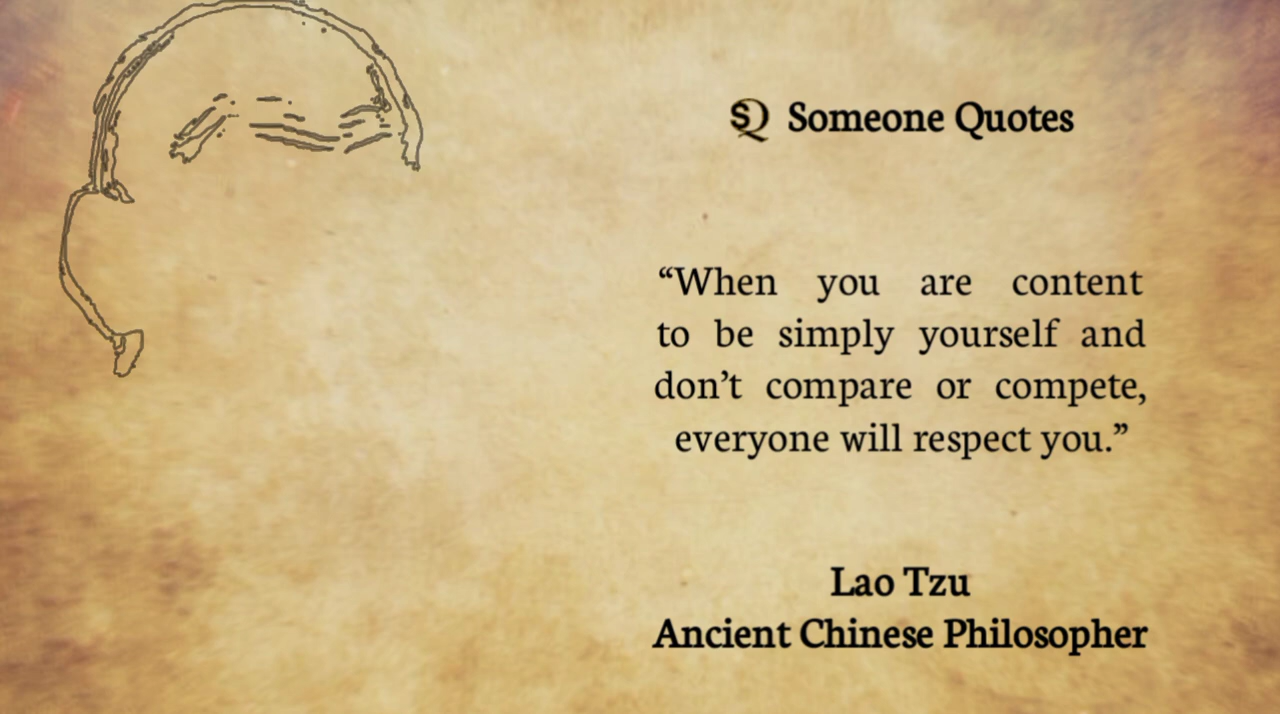 SQ Someone Quotes
“When you are content
to be simply yourself and
don’t compare or compete,
everyone will respect you.”
Lao Tzu
Ancient Chinese Philosopher